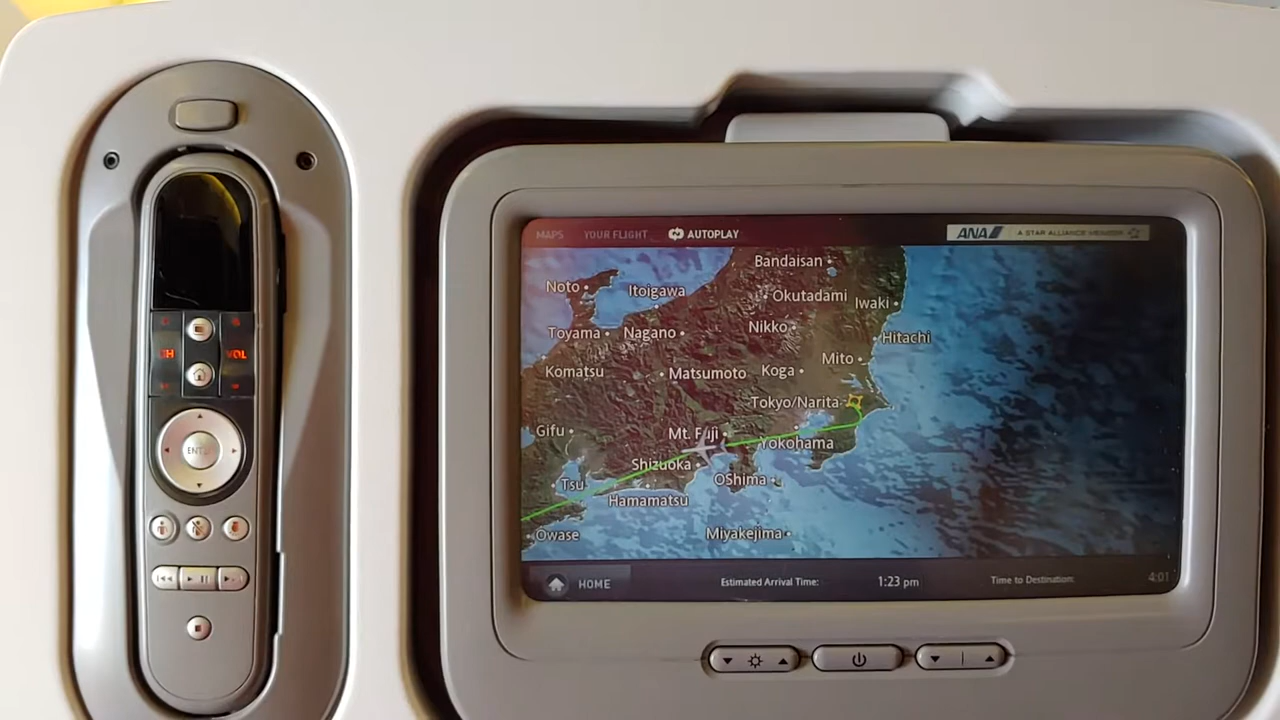 MAPS YOUR FLIGHT AUTOPLAY ANA A STAR ALLIANCE MEMBER
Bandaisan
Noto Itoigawa Okutadami Iwaki
Toyama Nagano Nikko Hitachi
Mito
Komatsu Matsumoto Koga
Tokyo/Narita
Gifu Mt. Fuji Yokohama
Shizuoka
Tsu OShima
Hamamatsu
Owase Miyakejima
HOME Estimated Arrival Time: 1:23 pm Time to Destination: 4:01
CH VOL